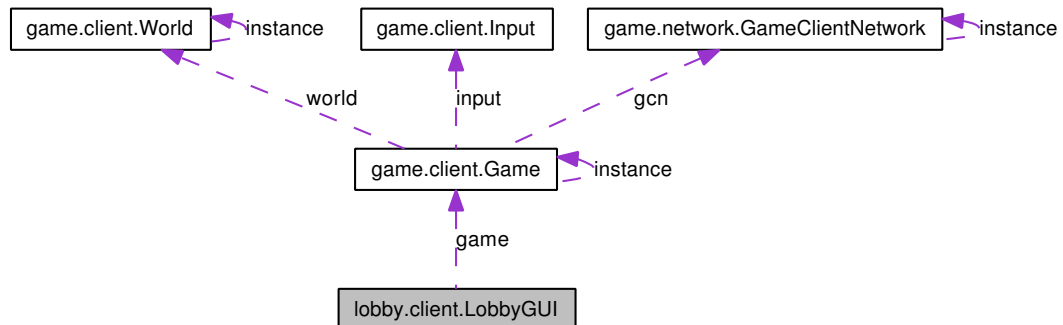 game.client.World
instance
game.client.Input
game.network.GameClientNetwork
instance
world
input
gcn
game.client.Game
instance
game
lobby.client.LobbyGUI